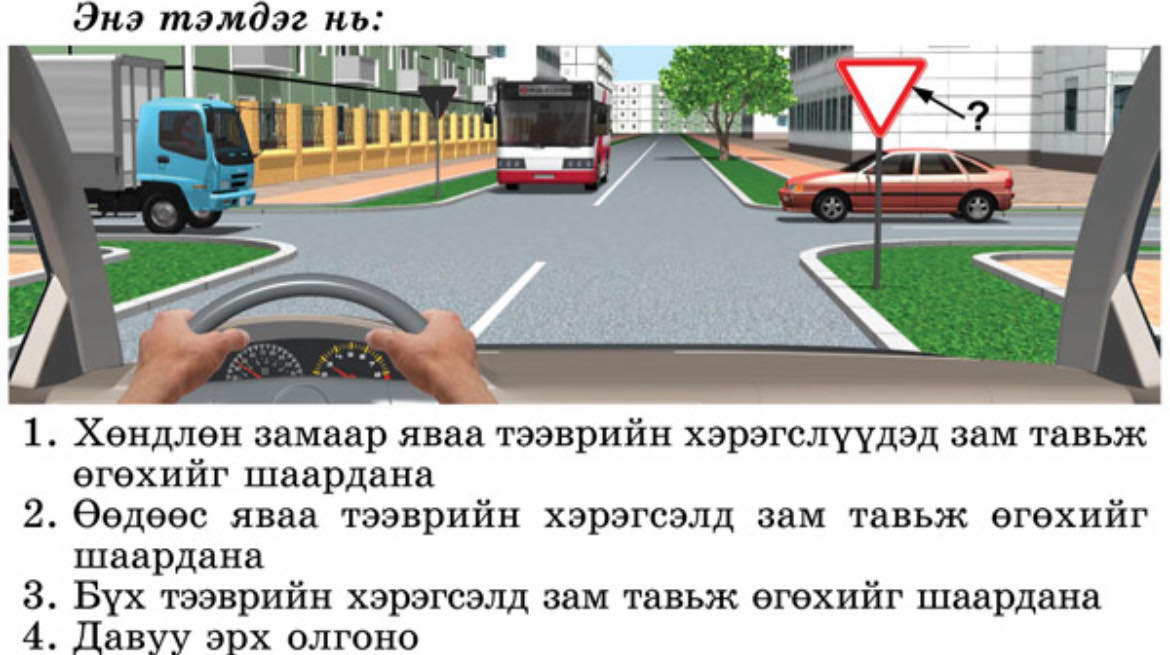 Энэ тэмдэг нь:
?
1. Хөндлөн замаар яваа тээврийн хэрэгслүүдэд зам тавьж
өгөхийг шаардана
2. Өөдөөс яваа тээврийн хэрэгсэлд зам тавьж өгөхийг
шаардана
3. Бүх тээврийн хэрэгсэлд зам тавьж өгөхийг шаардана
4. Давуу эрх олгоно